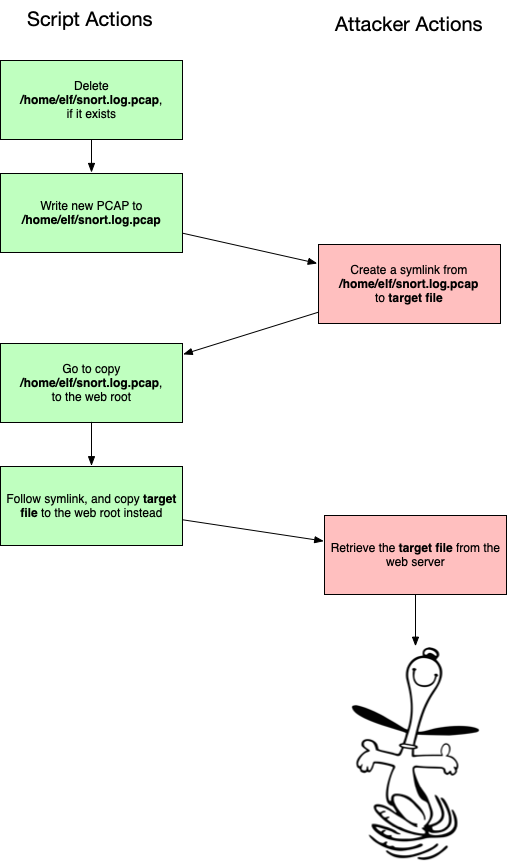 Script Actions
Attacker Actions
Delete
/home/elf/snort.log.pcap,
if it exists
Write new PCAP to
/home/elf/snort.log.pcap
Create a symlink from
/home/elf/snort.log.pcap
to target file
Go to copy
/home/elf/snort.log.pcap,
to the web root
Follow symlink, and copy target
file to the web root instead
Retrieve the target file from the
web server